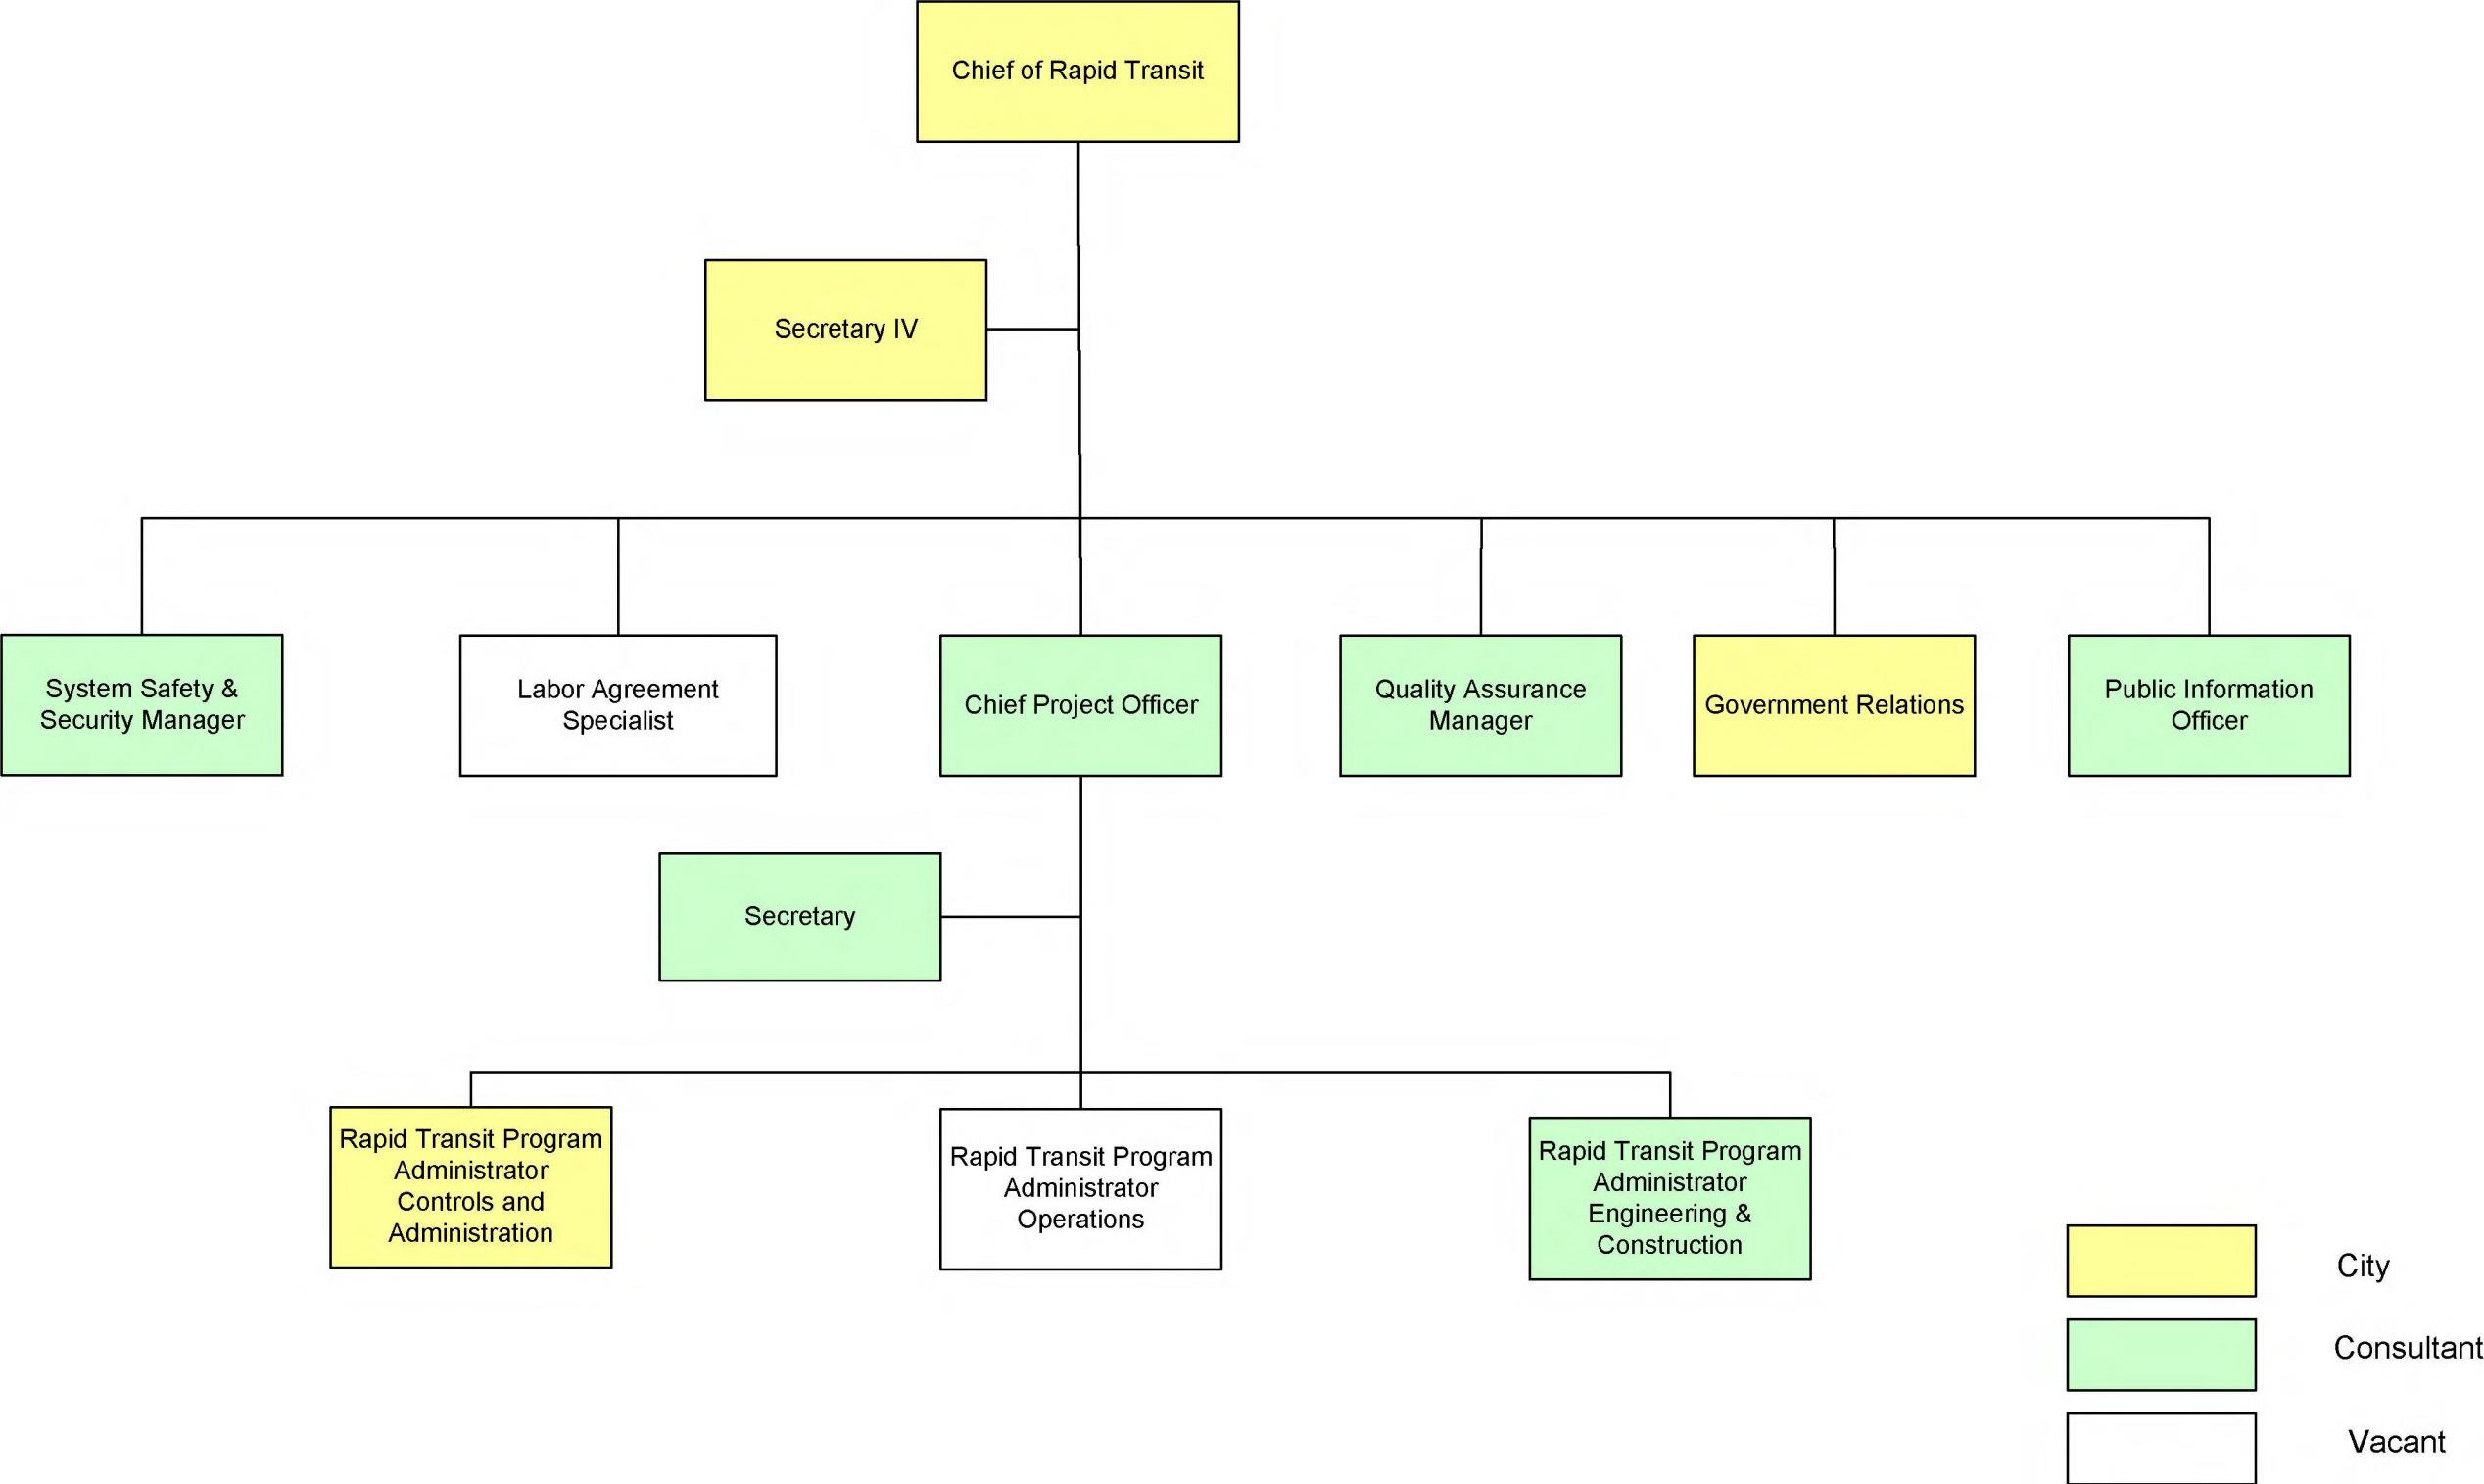 Chief of Rapid Transit
Secretary IV
System Safety &
Security Manager
Labor Agreement
Specialist
Chief Project Officer
Quality Assurance
Manager
Government Relations
Public Information
Officer
Secretary
Rapid Transit Program
Administrator
Controls and
Administration
Rapid Transit Program
Administrator
Operations
Rapid Transit Program
Administrator
Engineering &
Construction
City
Consultant
Vacant